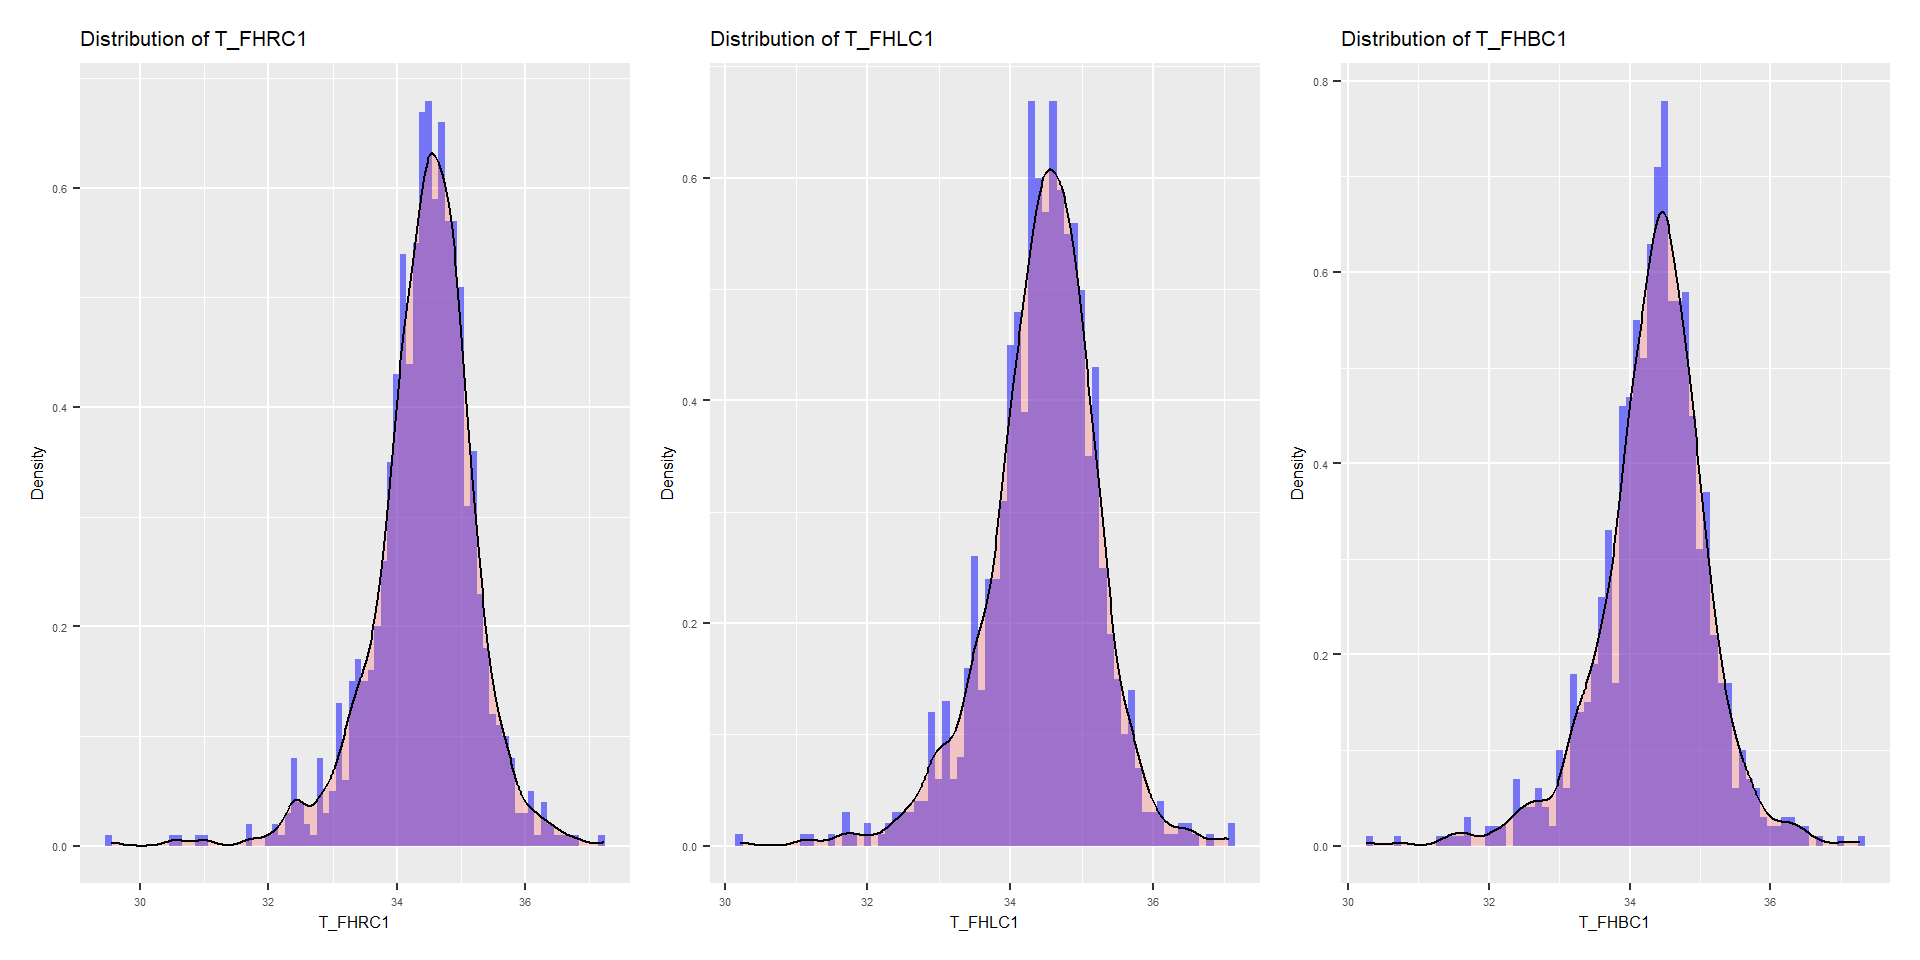 Distribution of T_FHRC1
Density
0.6
0.4
0.2
0.0
30 32 34 36
T_FHRC1
Distribution of T_FHLC1
Density
0.6
0.4
0.2
0.0
30 32 34 36
T_FHLC1
Distribution of T_FHBC1
Density
0.8
0.6
0.4
0.2
0.0
30 32 34 36
T_FHBC1